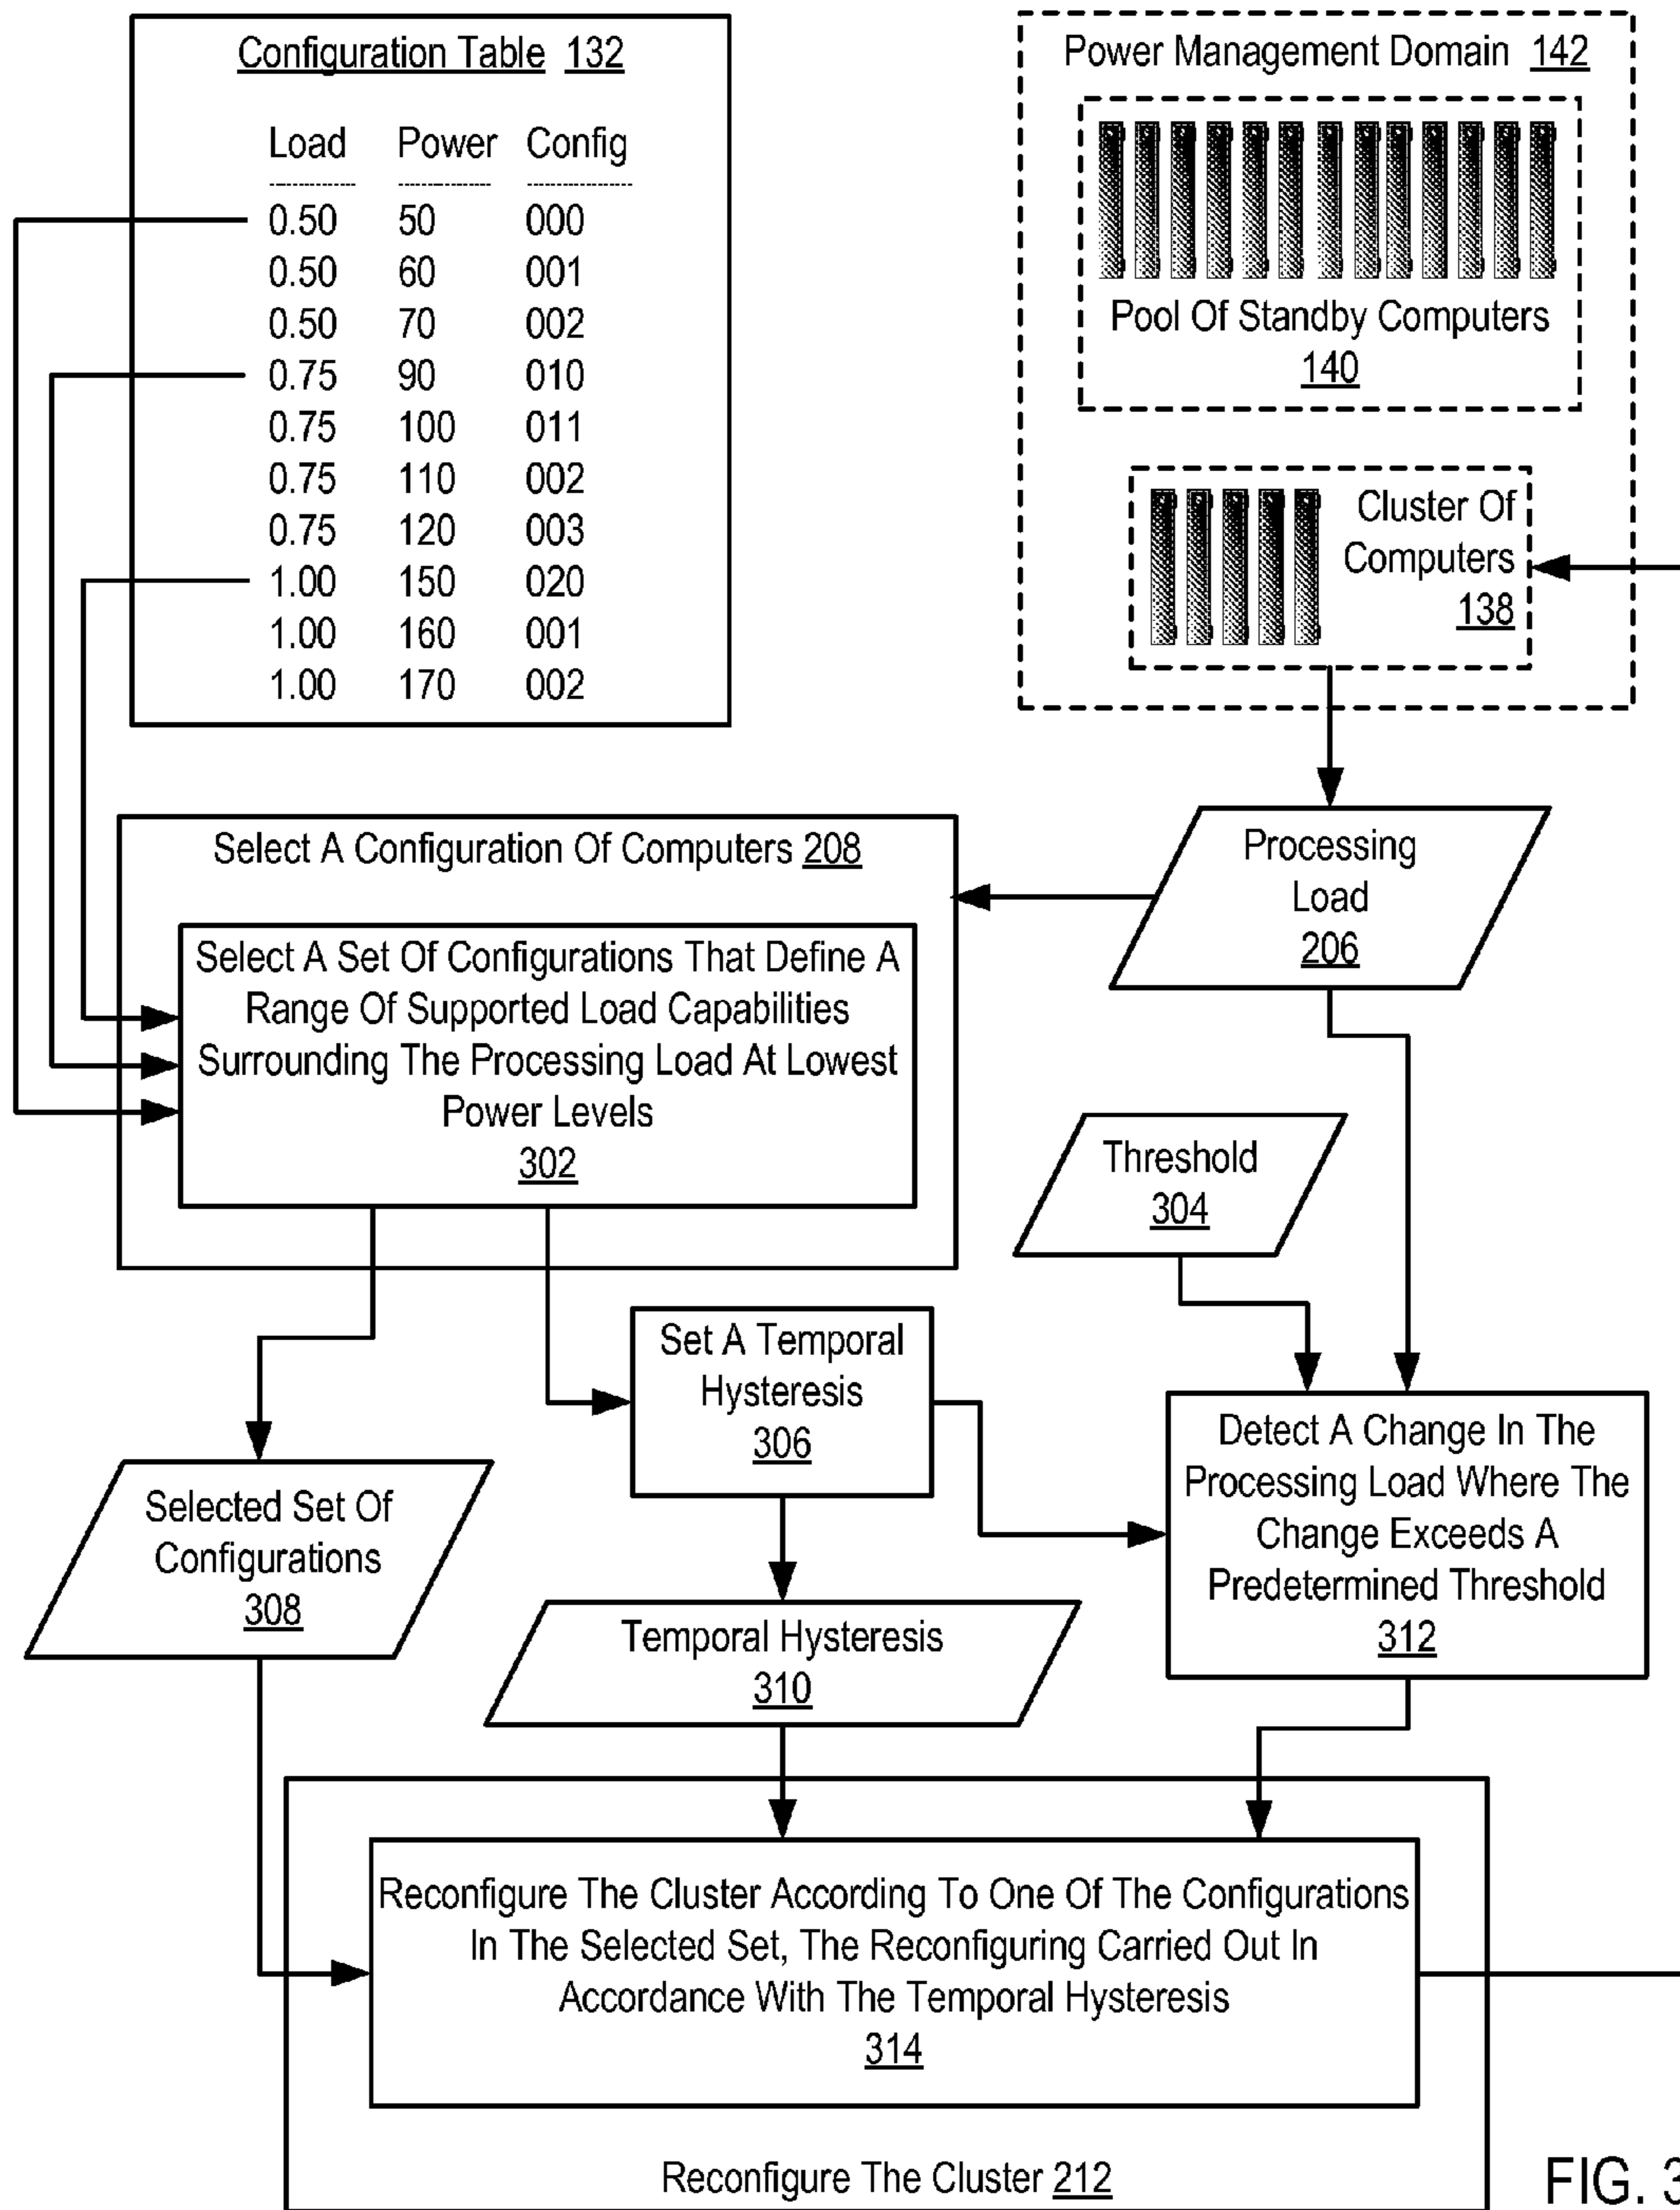 Configuration Table 132
Load Power Config
0.50 50 000
0.50 60 001
0.50 70 002
0.75 90 010
0.75 100 011
0.75 110 002
0.75 120 003
1.00 150 020
1.00 160 001
1.00 170 002
Power Management Domain 142
Pool Of Standby Computers
140
Cluster Of
Computers
138
Processing
Load
206
Select A Configuration Of Computers 208
Select A Set Of Configurations That Define A
Range Of Supported Load Capabilities
Surrounding The Processing Load At Lowest
Power Levels
302
Threshold
304
Set A Temporal
Hysteresis
306
Detect A Change In The
Processing Load Where The
Change Exceeds A
Predetermined Threshold
312
Selected Set Of
Configurations
308
Temporal Hysteresis
310
Reconfigure The Cluster According To One Of The Configurations
In The Selected Set, The Reconfiguring Carried Out In
Accordance With The Temporal Hysteresis
314
Reconfigure The Cluster 212
FIG. 3